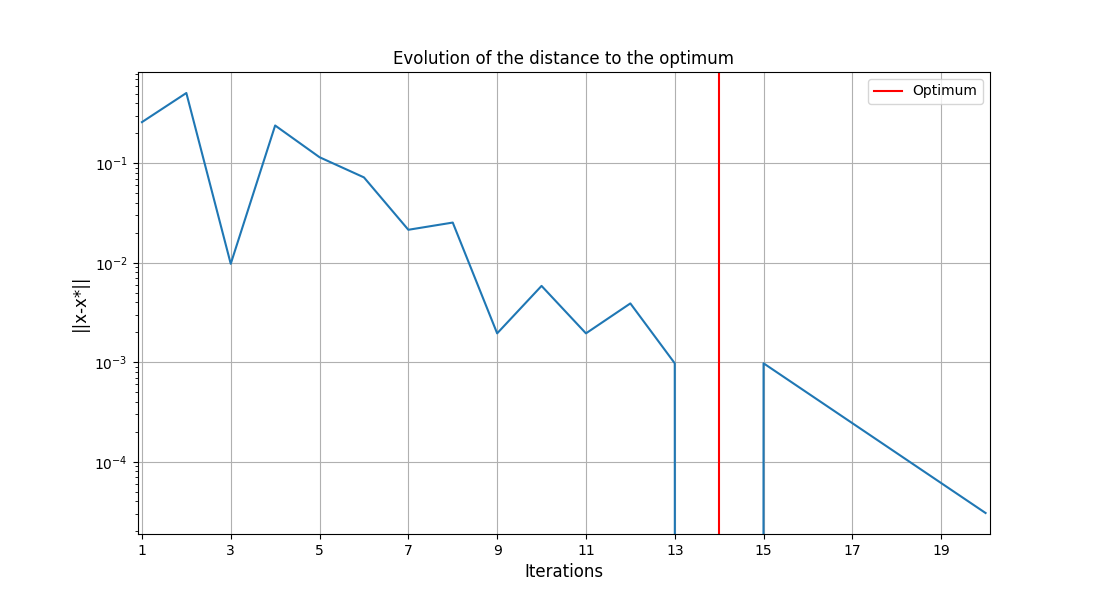 Evolution of the distance to the optimum
Optimum
||x-x*||
10⁻¹
10⁻²
10⁻³
10⁻⁴
1 3 5 7 9 11 13 15 17 19
Iterations